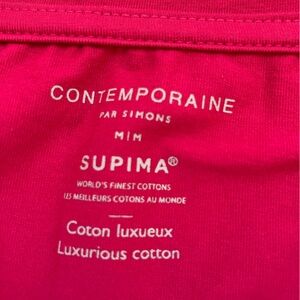 CONTEMPORAINE
PAR SIMONS
M|M
SUPIMA®
WORLD'S FINEST COTTONS
LES MEILLEURS COTONS AU MONDE
Coton luxueux
Luxurious cotton